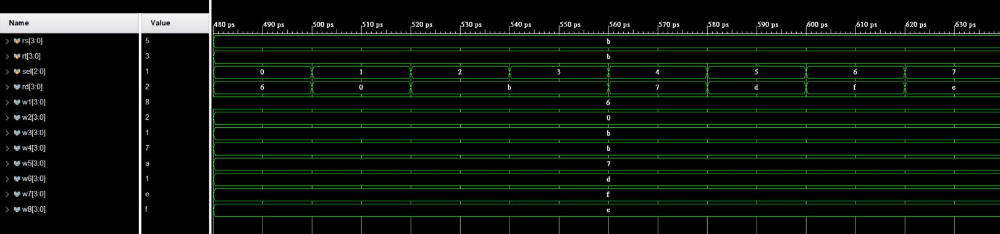 Name Value 480 ps 490 ps 500 ps 510 ps 520 ps 530 ps 540 ps 550 ps 560 ps 570 ps 580 ps 590 ps 600 ps 610 ps 620 ps 630 ps
rs[3:0] 5 b
rt[3:0] 3 b
sel[2:0] 1 0 1 2 3 4 5 6 7
rd[3:0] 2 6 0 b 7 d f e
w1[3:0] 8 6
w2[3:0] 2 0
w3[3:0] 1 b
w4[3:0] 7 b
w5[3:0] a 7
w6[3:0] 1 d
w7[3:0] e f
w8[3:0] f e